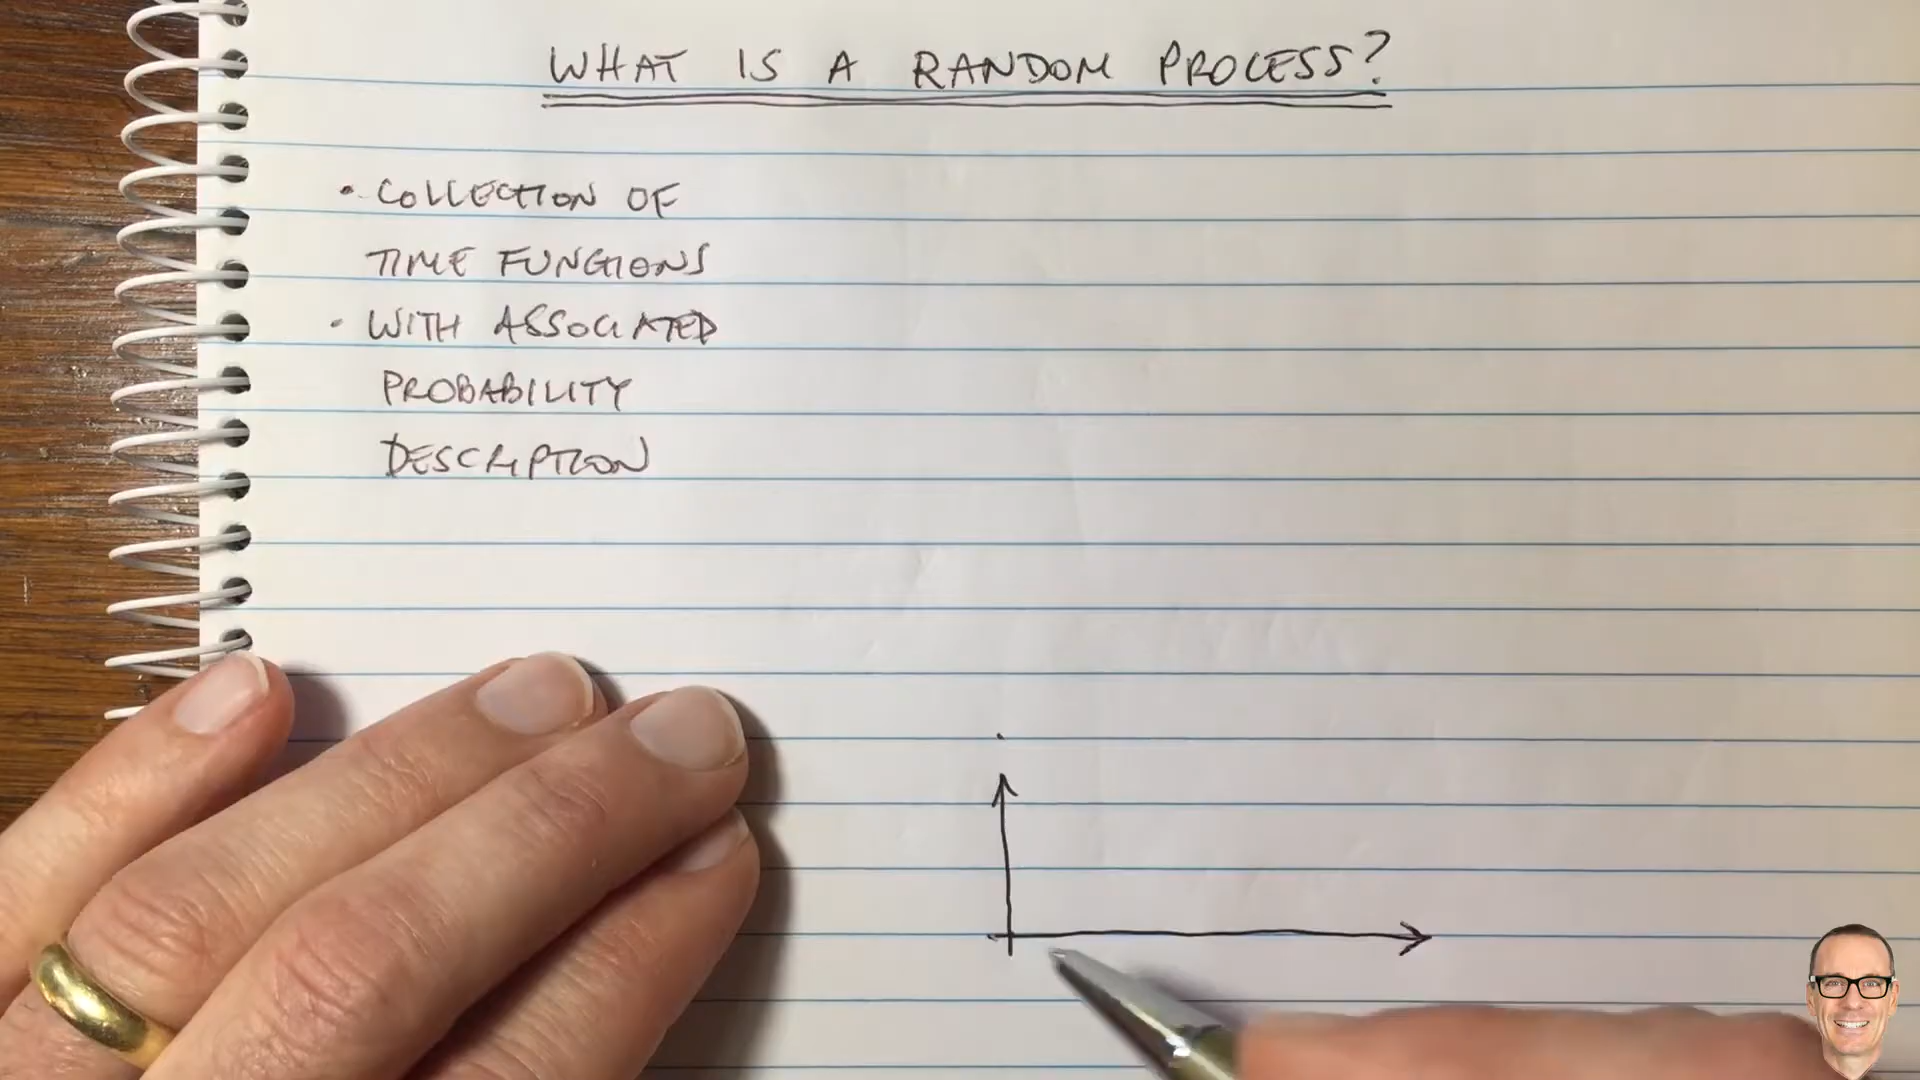 WHAT IS A RANDOM PROCESS?
• COLLECTION OF
TIME FUNCTIONS
• WITH ASSOCIATED
PROBABILITY
DESCRIPTION